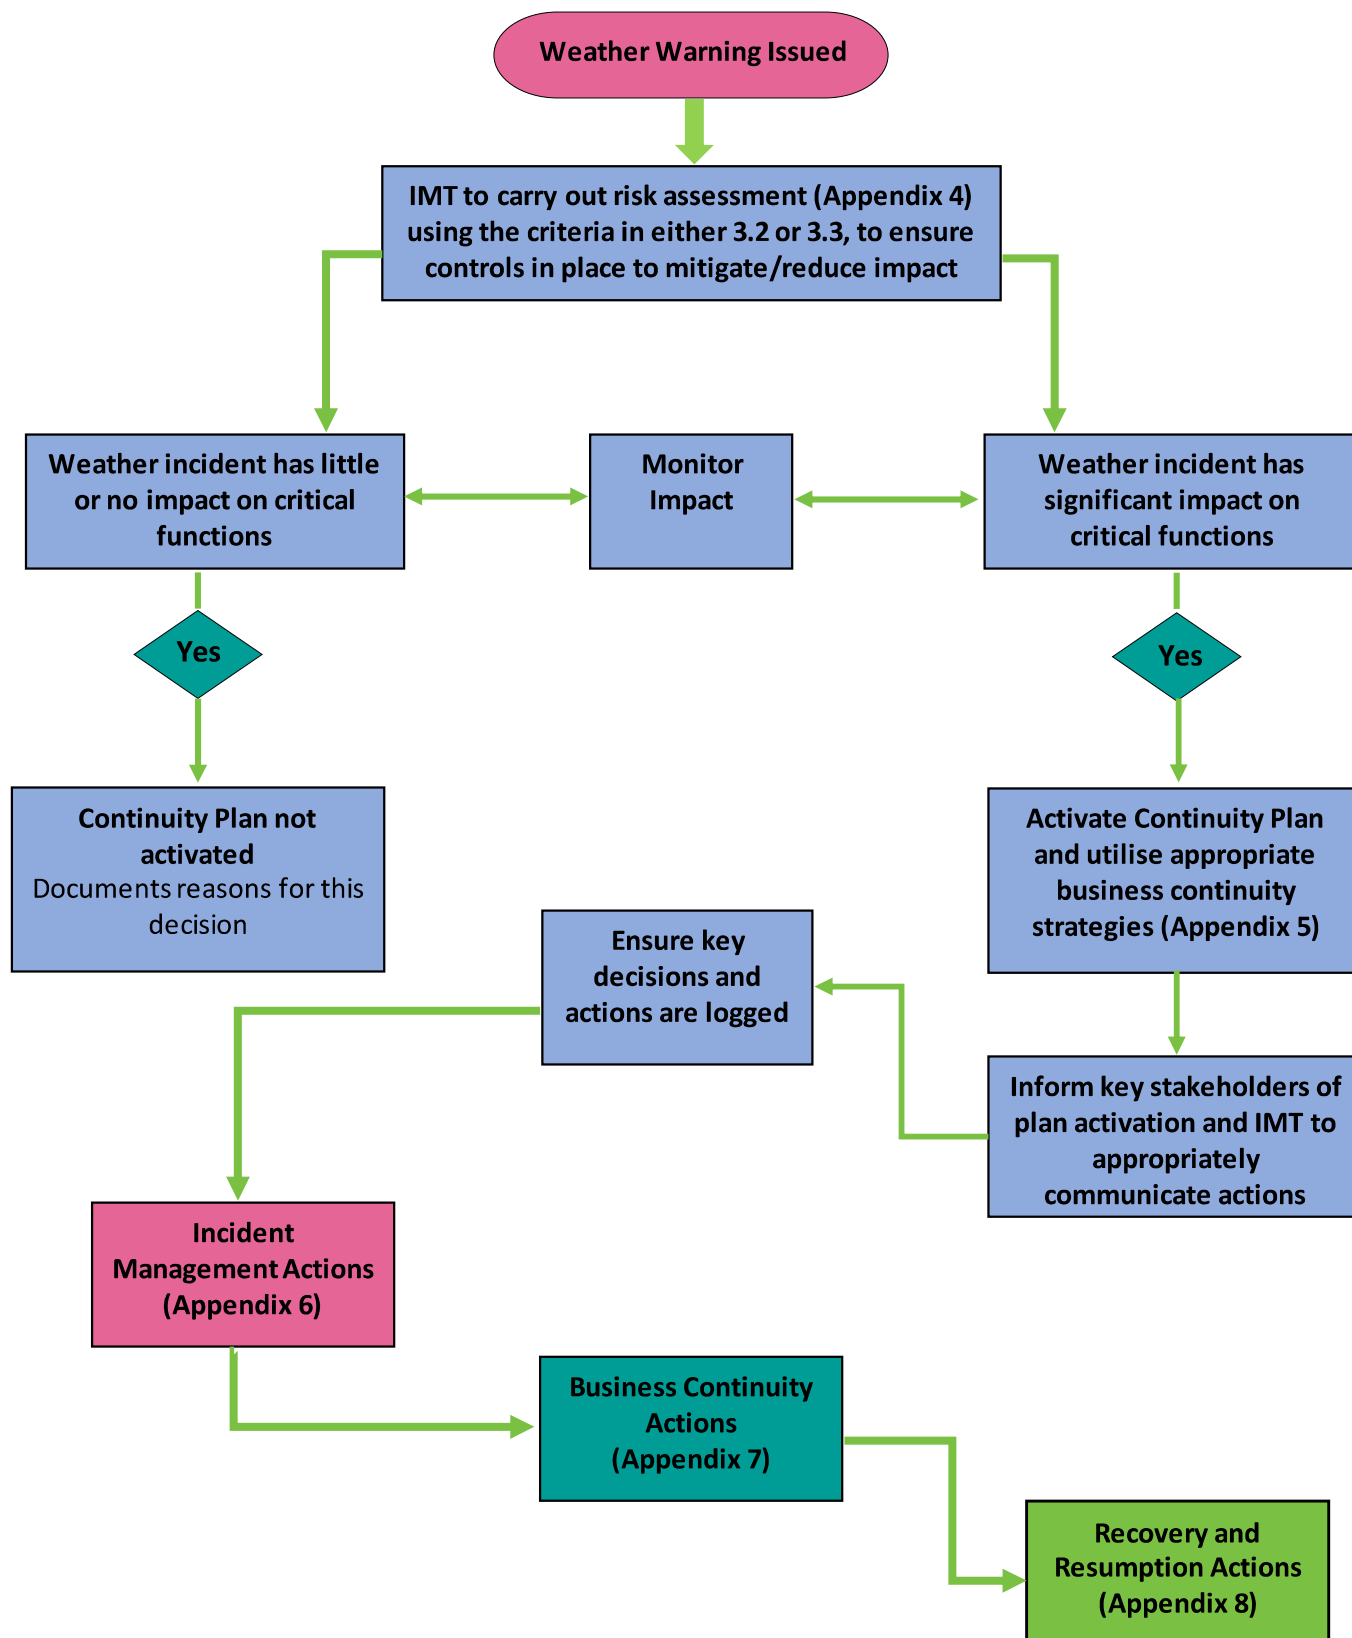 Weather Warning Issued
IMT to carry out risk assessment (Appendix 4)
using the criteria in either 3.2 or 3.3, to ensure
controls in place to mitigate/reduce impact
Weather incident has little
or no impact on critical
functions
Monitor
Impact
Weather incident has
significant impact on
critical functions
Yes
Yes
Continuity Plan not
activated
Documents reasons for this
decision
Activate Continuity Plan
and utilise appropriate
business continuity
strategies (Appendix 5)
Ensure key
decisions and
actions are logged
Inform key stakeholders of
plan activation and IMT to
appropriately
communicate actions
Incident
Management Actions
(Appendix 6)
Business Continuity
Actions
(Appendix 7)
Recovery and
Resumption Actions
(Appendix 8)